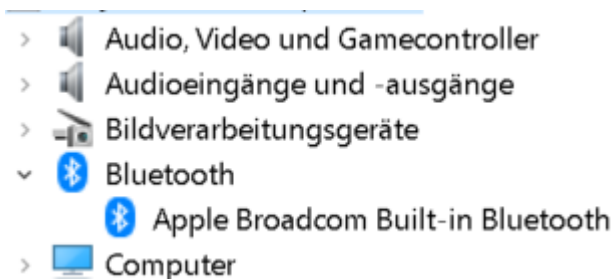 Audio, Video und Gamecontroller
Audioeingänge und -ausgänge
Bildverarbeitungsgeräte
Bluetooth
Apple Broadcom Built-in Bluetooth
Computer